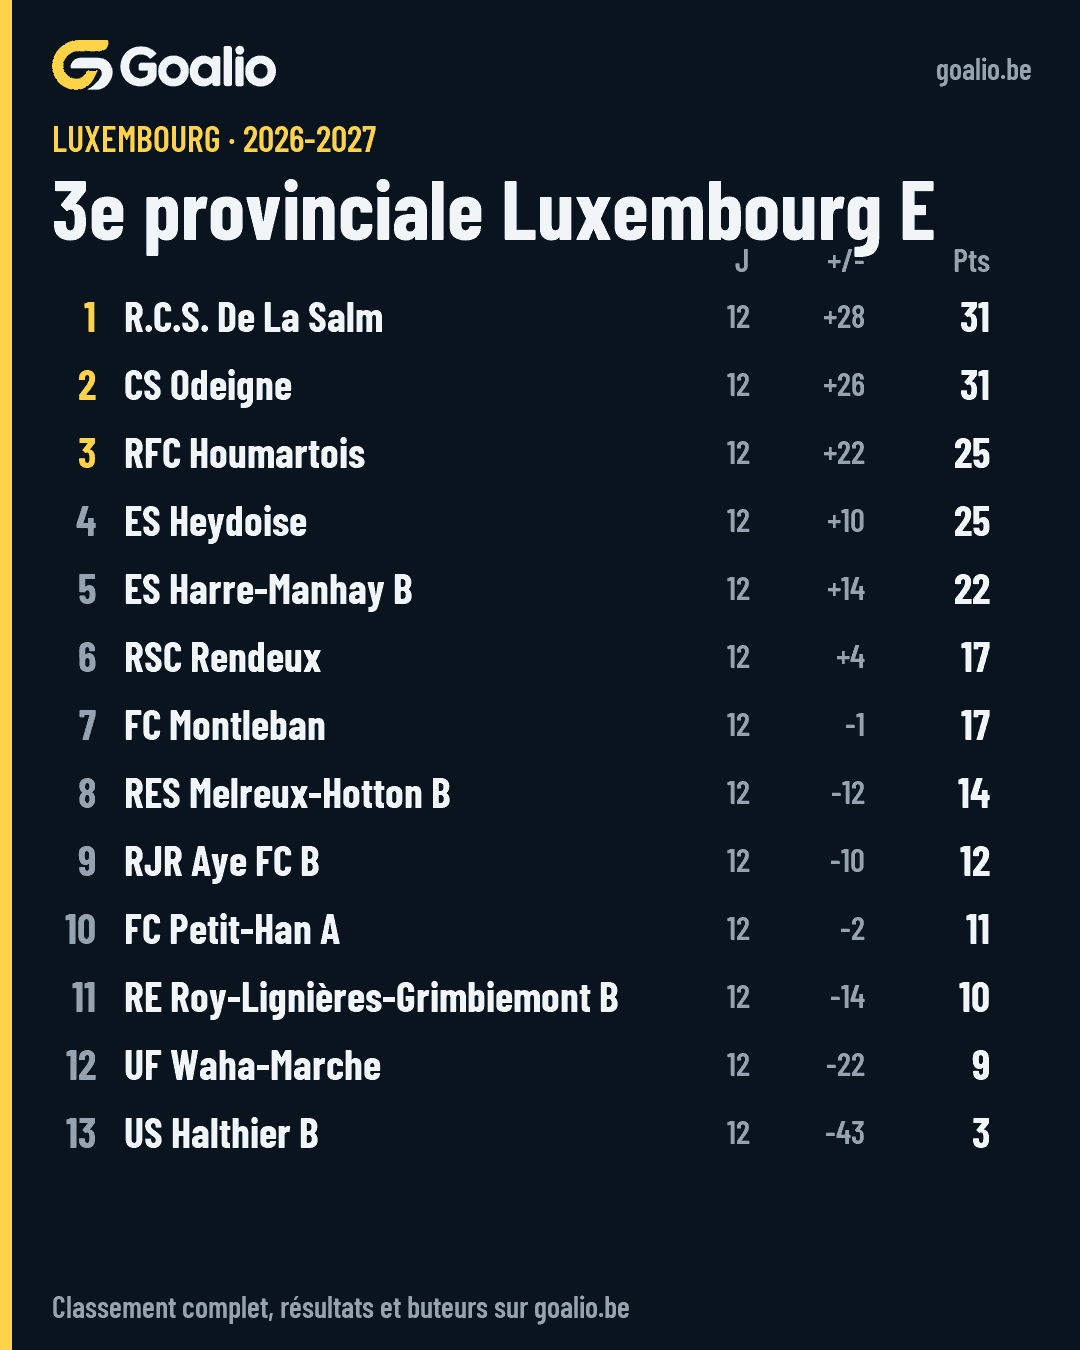 Goalio
goalio.be
LUXEMBOURG · 2026-2027
3e provinciale Luxembourg E
J +/- Pts
1 R.C.S. De La Salm 12 +28 31
2 CS Odeigne 12 +26 31
3 RFC Houmartois 12 +22 25
4 ES Heydoise 12 +10 25
5 ES Harre-Manhay B 12 +14 22
6 RSC Rendeux 12 +4 17
7 FC Montleban 12 -1 17
8 RES Melreux-Hotton B 12 -12 14
9 RJR Aye FC B 12 -10 12
10 FC Petit-Han A 12 -2 11
11 RE Roy-Lignières-Grimbiemont B 12 -14 10
12 UF Waha-Marche 12 -22 9
13 US Halthier B 12 -43 3
Classement complet, résultats et buteurs sur goalio.be